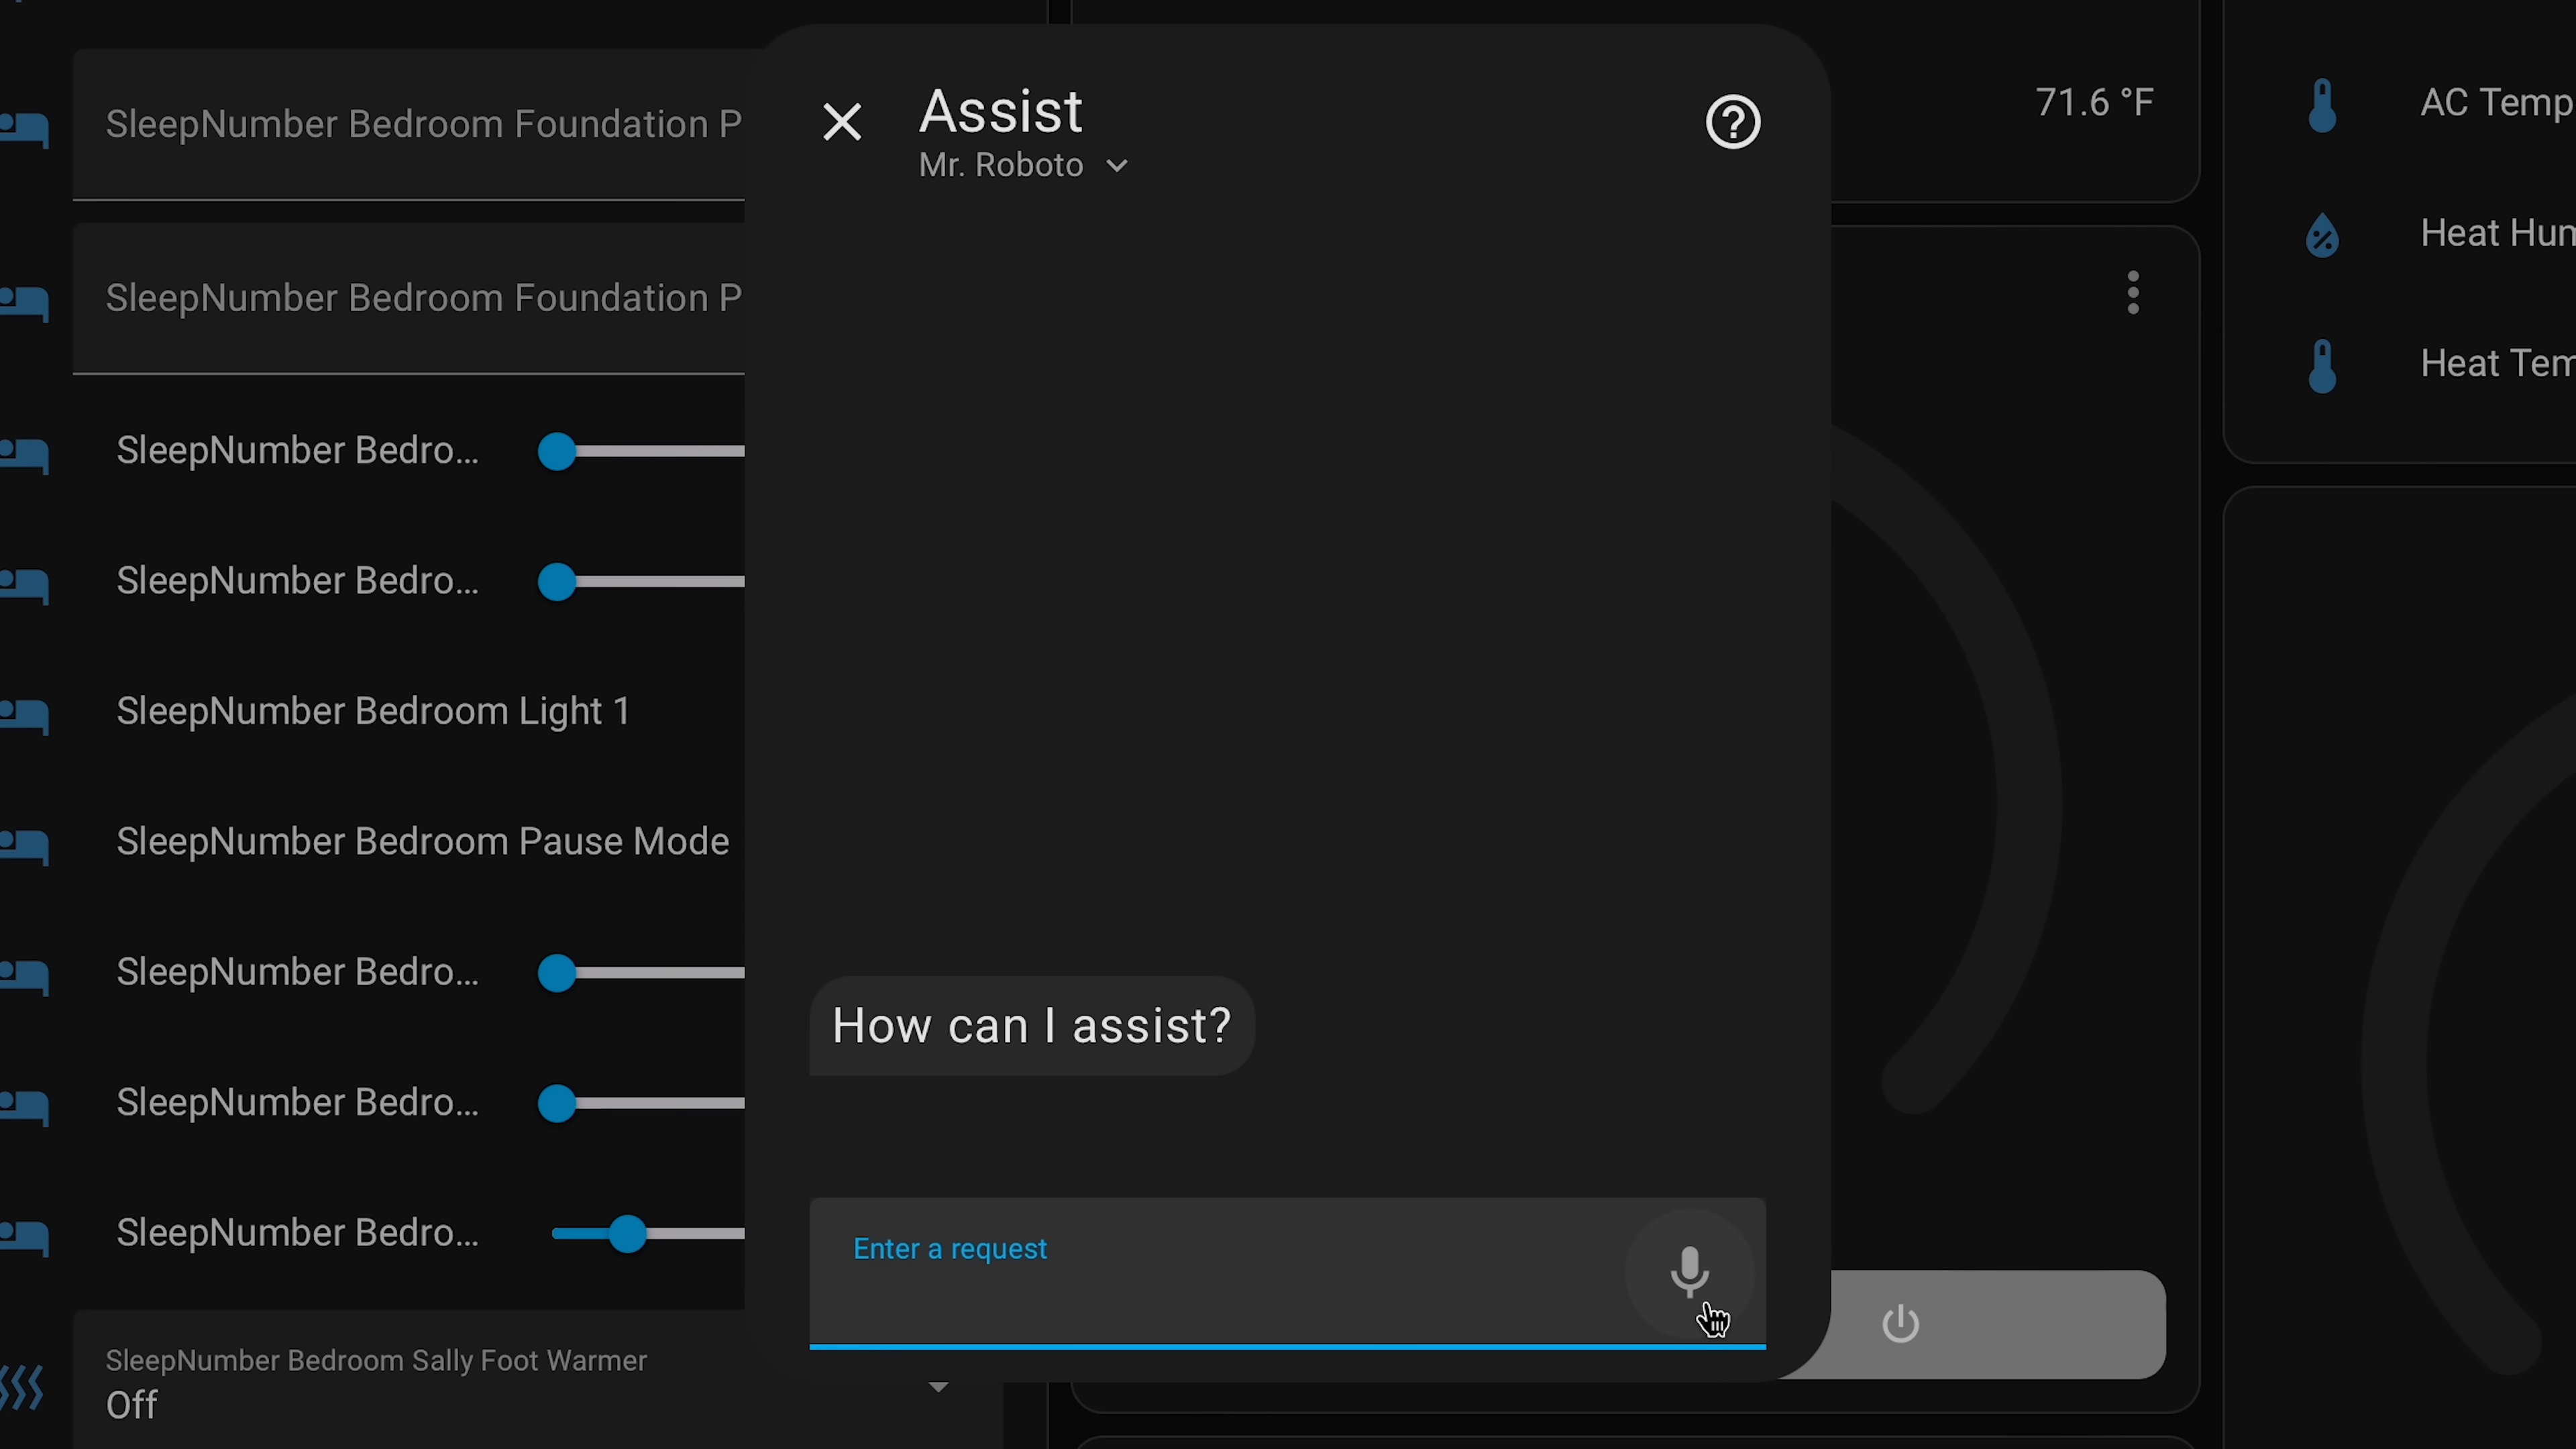 SleepNumber Bedroom Foundation P
SleepNumber Bedroom Foundation P
SleepNumber Bedro...
SleepNumber Bedro...
SleepNumber Bedroom Light 1
SleepNumber Bedroom Pause Mode
SleepNumber Bedro...
SleepNumber Bedro...
SleepNumber Bedro...
SleepNumber Bedroom Sally Foot Warmer
Off
Assist
Mr. Roboto
How can I assist?
Enter a request
71.6 °F
AC Temp
Heat Hum
Heat Tem